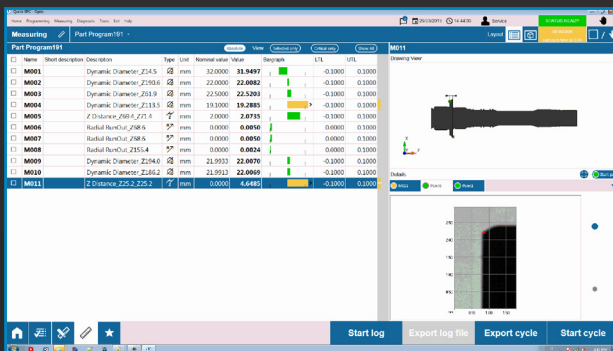 Home Programming Measuring Diagnosis Tools Exit Help
29/10/2015 14:44:30 Service STATUS READY
Measuring / Part Program191 Layout
Part Program191 Absolute View Selected only Critical only Show All M011
Name Short description Description Type Unit Nominal value Value Bargraph LTL UTL Drawing View
M001 Dynamic Diameter_Z14.5 mm 32.0000 31.9497 -0.1000 0.1000
M002 Dynamic Diameter_Z190.6 mm 22.0000 22.0082 -0.1000 0.1000
M003 Dynamic Diameter_Z61.9 mm 22.5000 22.5203 -0.1000 0.1000
M004 Dynamic Diameter_Z113.5 mm 19.1000 19.2885 -0.1000 0.1000
M005 Z Distance_Z69.4_Z71.4 mm 2.0000 2.0735 -0.1000 0.1000
M006 Radial RunOut_Z68.6 mm 0.0000 0.0050 0.0000 0.1000
M007 Radial RunOut_Z68.6 mm 0.0000 0.0050 0.0000 0.1000
M008 Radial RunOut_Z155.4 mm 0.0000 0.0024 0.0000 0.1000
M009 Dynamic Diameter_Z194.0 mm 21.9933 22.0070 -0.1000 0.1000
M010 Dynamic Diameter_Z186.2 mm 21.9913 22.0069 -0.1000 0.1000
M011 Z Distance_Z25.2_Z25.2 mm 0.0000 4.6485 -0.1000 0.1000
Details
M011 Point1 Point2
Start log Export log file Export cycle Start cycle